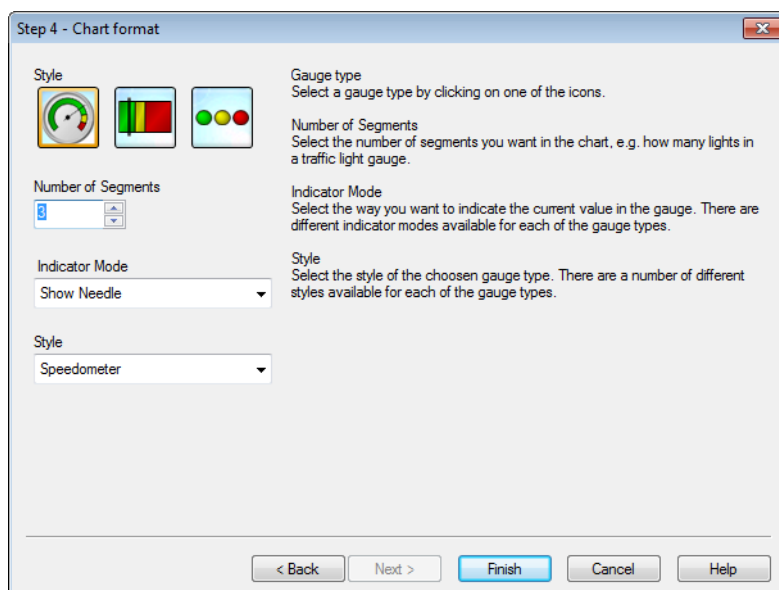 Step 4 - Chart format
Style
Number of Segments
3
Indicator Mode
Show Needle
Style
Speedometer
Gauge type
Select a gauge type by clicking on one of the icons.
Number of Segments
Select the number of segments you want in the chart, e.g. how many lights in
a traffic light gauge.
Indicator Mode
Select the way you want to indicate the current value in the gauge. There are
different indicator modes available for each of the gauge types.
Style
Select the style of the choosen gauge type. There are a number of different
styles available for each of the gauge types.
< Back
Next >
Finish
Cancel
Help